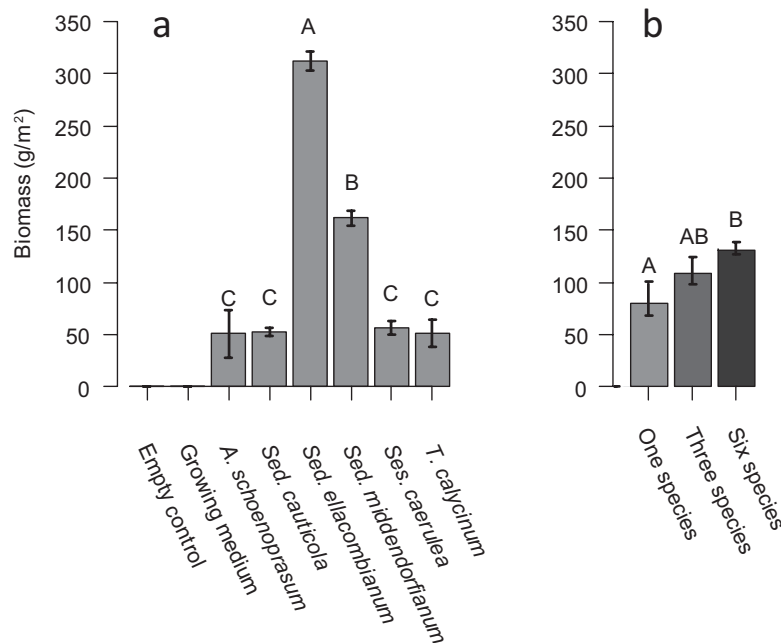 a
350
300
250
200
150
100
50
0
Biomass (g/m²)
A
B
C
C
C
C
Empty control
Growing medium
A. schoenoprasum
Sed. cauticola
Sed. ellacombianum
Sed. middendorfianum
Ses. caerulea
T. calycinum
b
350
300
250
200
150
100
50
0
A
AB
B
One species
Three species
Six species